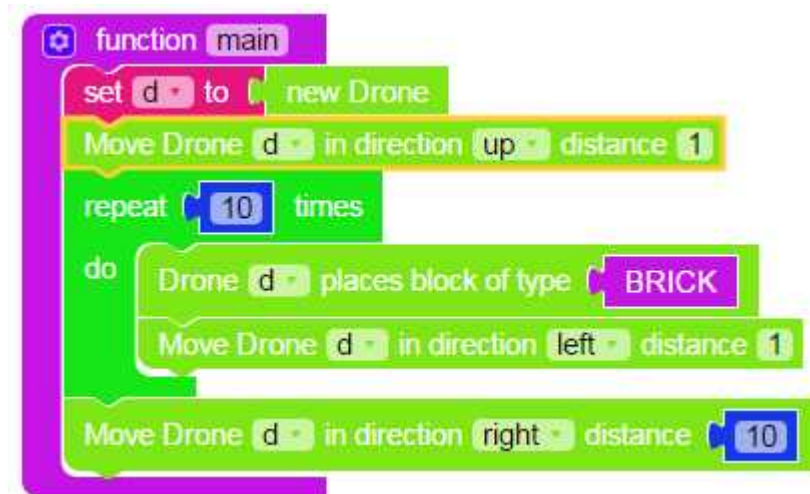 function main
set d to new Drone
Move Drone d in direction up distance 1
repeat 10 times
do
Drone d places block of type BRICK
Move Drone d in direction left distance 1
Move Drone d in direction right distance 10